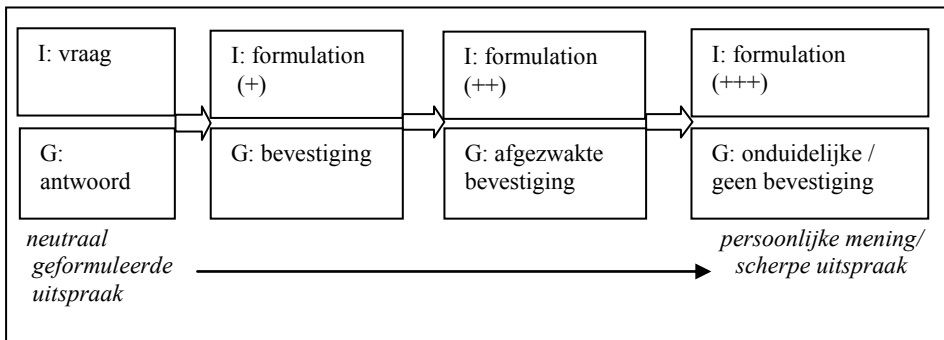 I: vraag
G:
antwoord
I: formulation
(+)
G: bevestiging
I: formulation
(++)
G: afgezwakte
bevestiging
I: formulation
(+++)
G: onduidelijke /
geen bevestiging
neutraal
geformuleerde
uitspraak
persoonlijke mening/
scherpe uitspraak